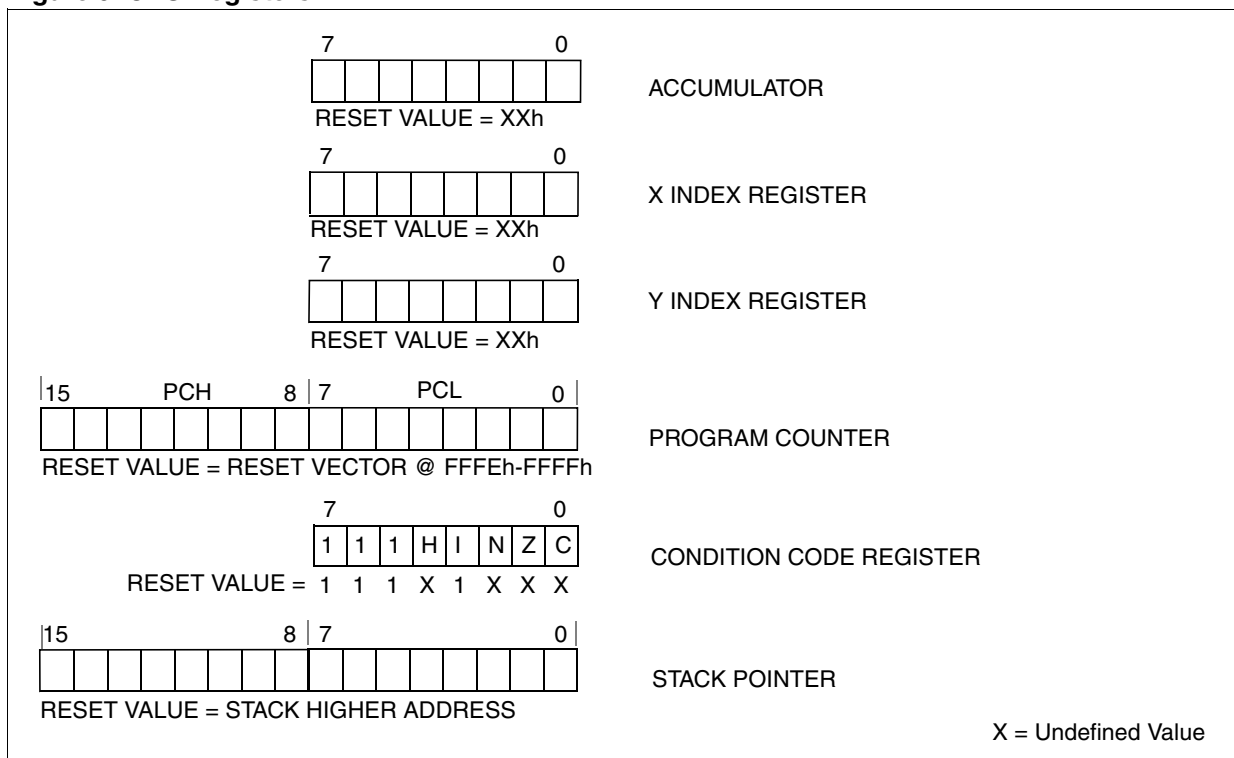 7 0
ACCUMULATOR
RESET VALUE = XXh
7 0
X INDEX REGISTER
RESET VALUE = XXh
7 0
Y INDEX REGISTER
RESET VALUE = XXh
15 PCH 8 7 PCL 0
PROGRAM COUNTER
RESET VALUE = RESET VECTOR @ FFFEh-FFFFh
7 0
1 1 1 H I N Z C
CONDITION CODE REGISTER
RESET VALUE = 1 1 1 X 1 X X X
15 8 7 0
STACK POINTER
RESET VALUE = STACK HIGHER ADDRESS
X = Undefined Value